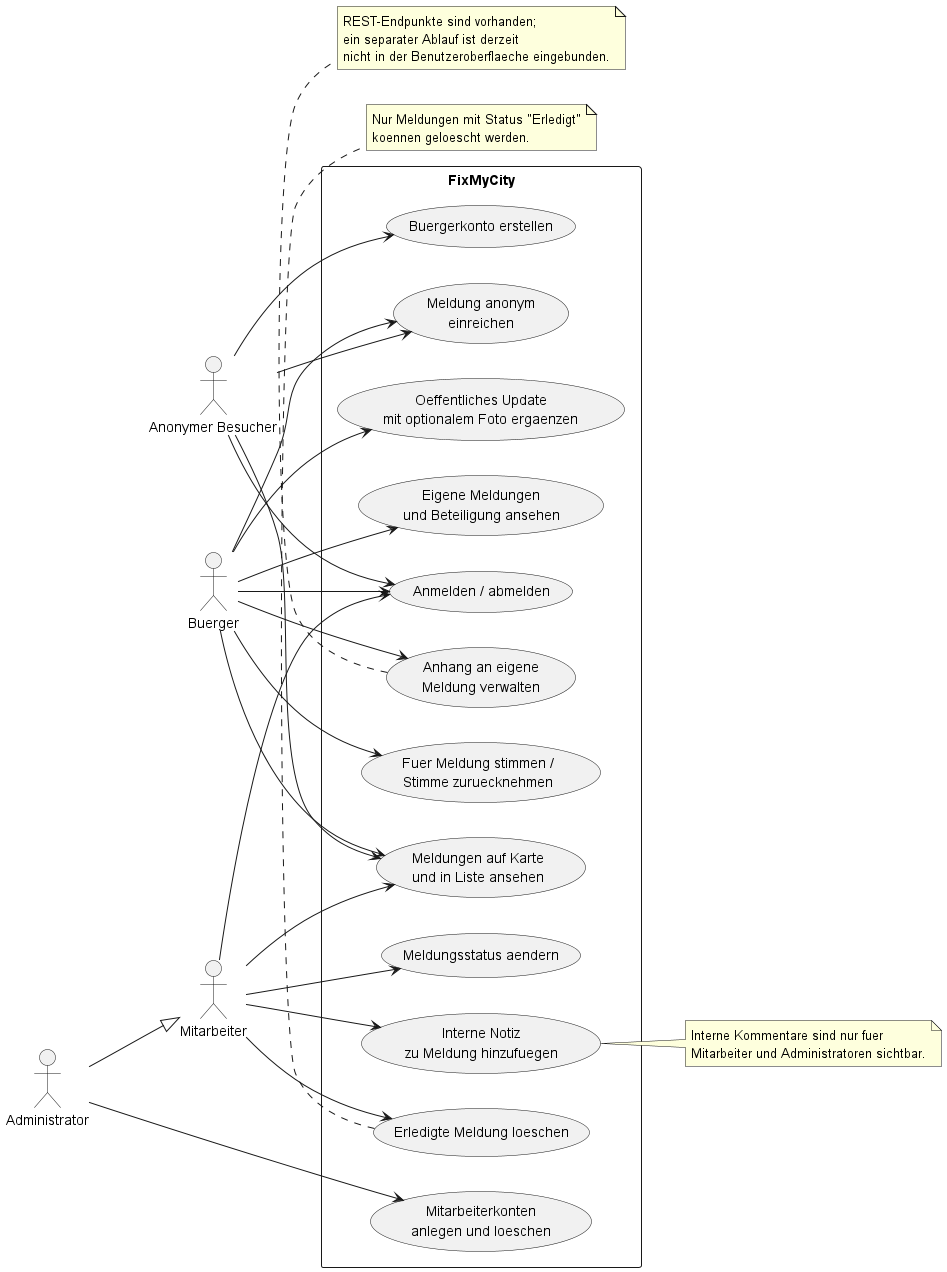 REST-Endpunkte sind vorhanden;
ein separater Ablauf ist derzeit
nicht in der Benutzeroberflaeche eingebunden.
Nur Meldungen mit Status "Erledigt"
koennen geloescht werden.
FixMyCity
Buergerkonto erstellen
Meldung anonym
einreichen
Anonymer Besucher
Oeffentliches Update
mit optionalem Foto ergaenzen
Eigene Meldungen
und Beteiligung ansehen
Anmelden / abmelden
Buerger
Anhang an eigene
Meldung verwalten
Fuer Meldung stimmen /
Stimme zuruecknehmen
Meldungen auf Karte
und in Liste ansehen
Meldungsstatus aendern
Mitarbeiter
Interne Notiz
zu Meldung hinzufuegen
Interne Kommentare sind nur fuer
Mitarbeiter und Administratoren sichtbar.
Administrator
Erledigte Meldung loeschen
Mitarbeiterkonten
anlegen und loeschen